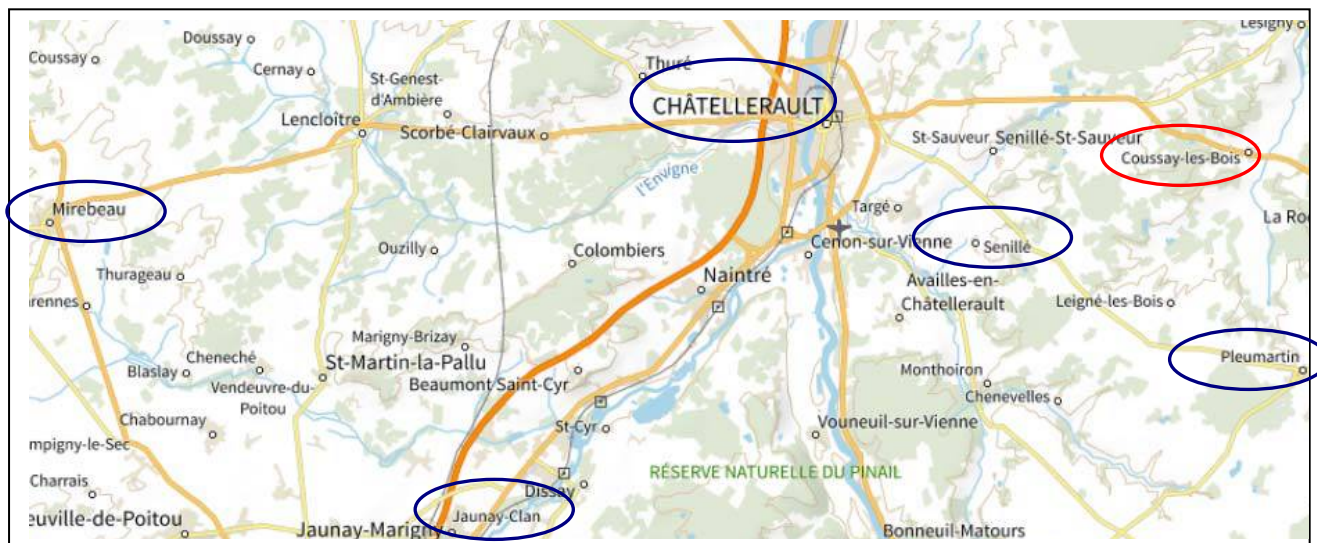 Lésigny
Doussay
Coussay
Cernay
Thuré
St-Genest-
d'Ambière
CHÂTELLERAULT
Lencloitre
Scorbé-Clairvaux
St-Sauveur
Senillé-St-Sauveur
Coussay-les-Bois
l'Envigne
Mirebeau
Targé
La Ro
Ouzilly
Colombiers
Cenon-sur-Vienne
Senillé
Thurageau
Naintré
Availles-en-
Châtellerault
arennes
Leigné-les-Bois
Marigny-Brizay
Cheneché
St-Martin-la-Pallu
Pleumartin
Blaslay
Vendeuvre-du-
Poitou
Beaumont Saint-Cyr
Monthoiron
Chenevelles
Chabournay
St-Cyr
Vouneuil-sur-Vienne
mpigny-le-Sec
RÉSERVE NATURELLE DU PINAIL
Charrais
Dissay
euville-de-Poitou
Jaunay-Clan
Jaunay-Marigny
Bonneuil-Matours